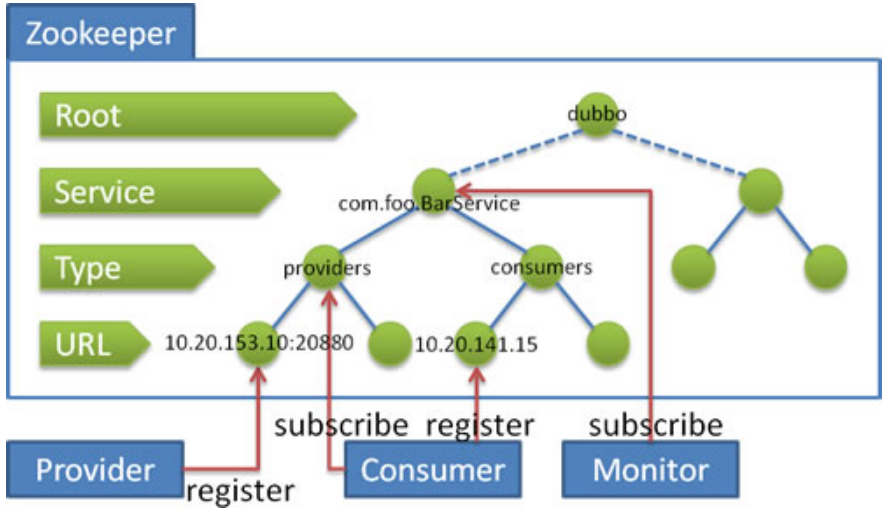 Zookeeper
Root
dubbo
Service
com.foo.BarService
Type
providers
consumers
URL
10.20.153.10:20880
10.20.141.15
subscribe
register
subscribe
Provider
Consumer
Monitor
register